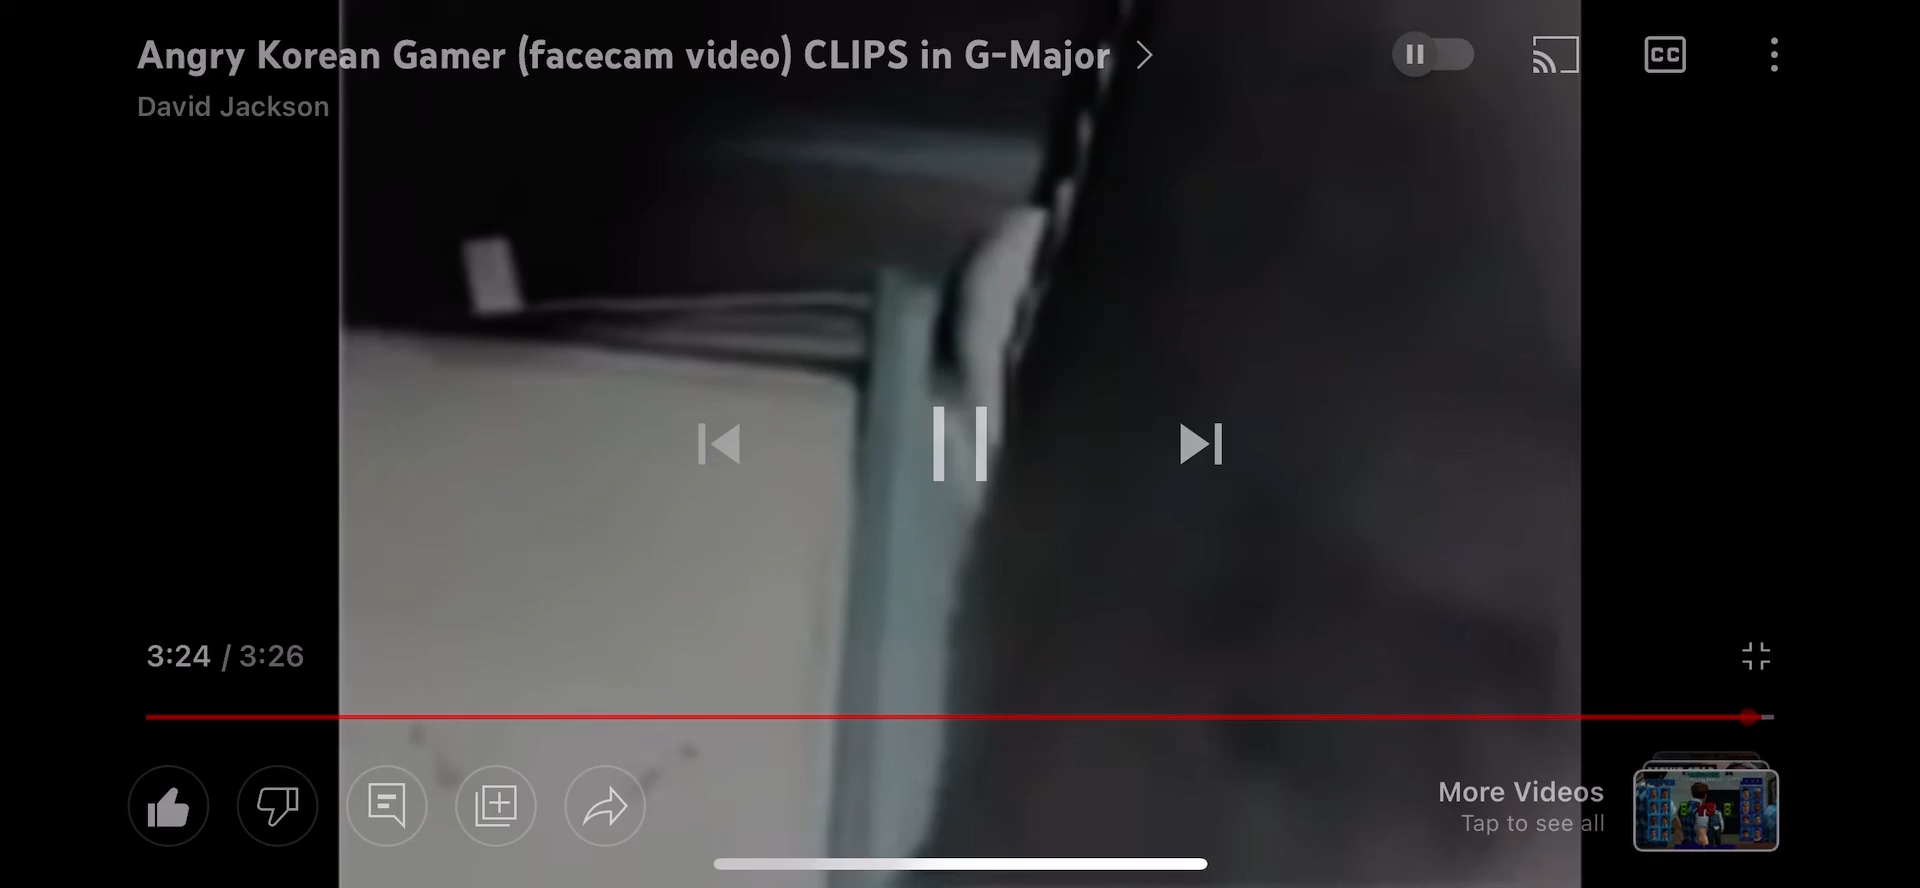 Angry Korean Gamer (facecam video) CLIPS in G-Major
David Jackson
CC
3:24 / 3:26
More Videos
Tap to see all